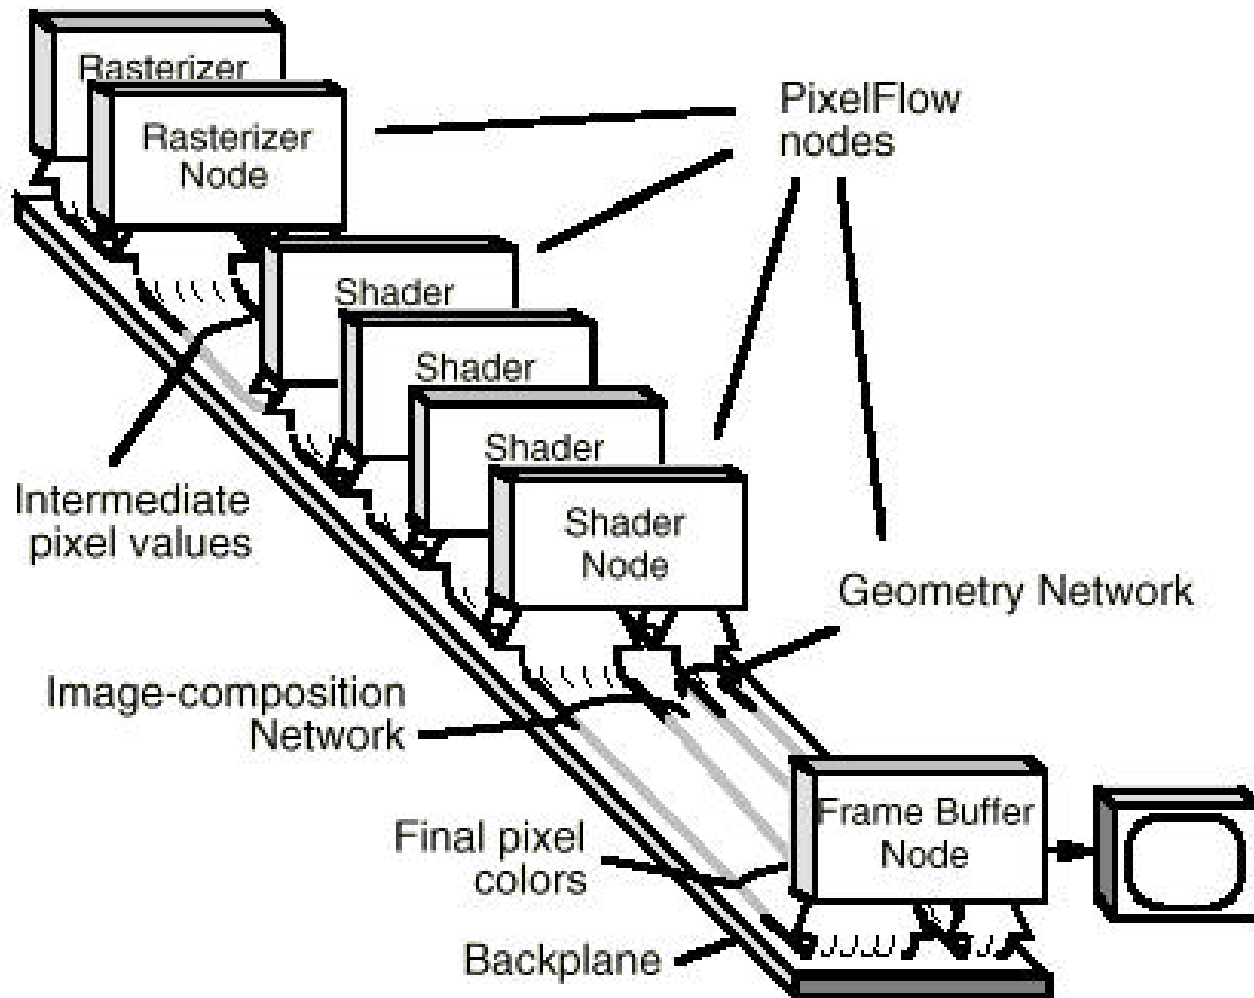 Rasterizer
Rasterizer
Node
PixelFlow
nodes
Shader
Shader
Shader
Shader
Node
Intermediate
pixel values
Geometry Network
Image-composition
Network
Frame Buffer
Node
Final pixel
colors
Backplane